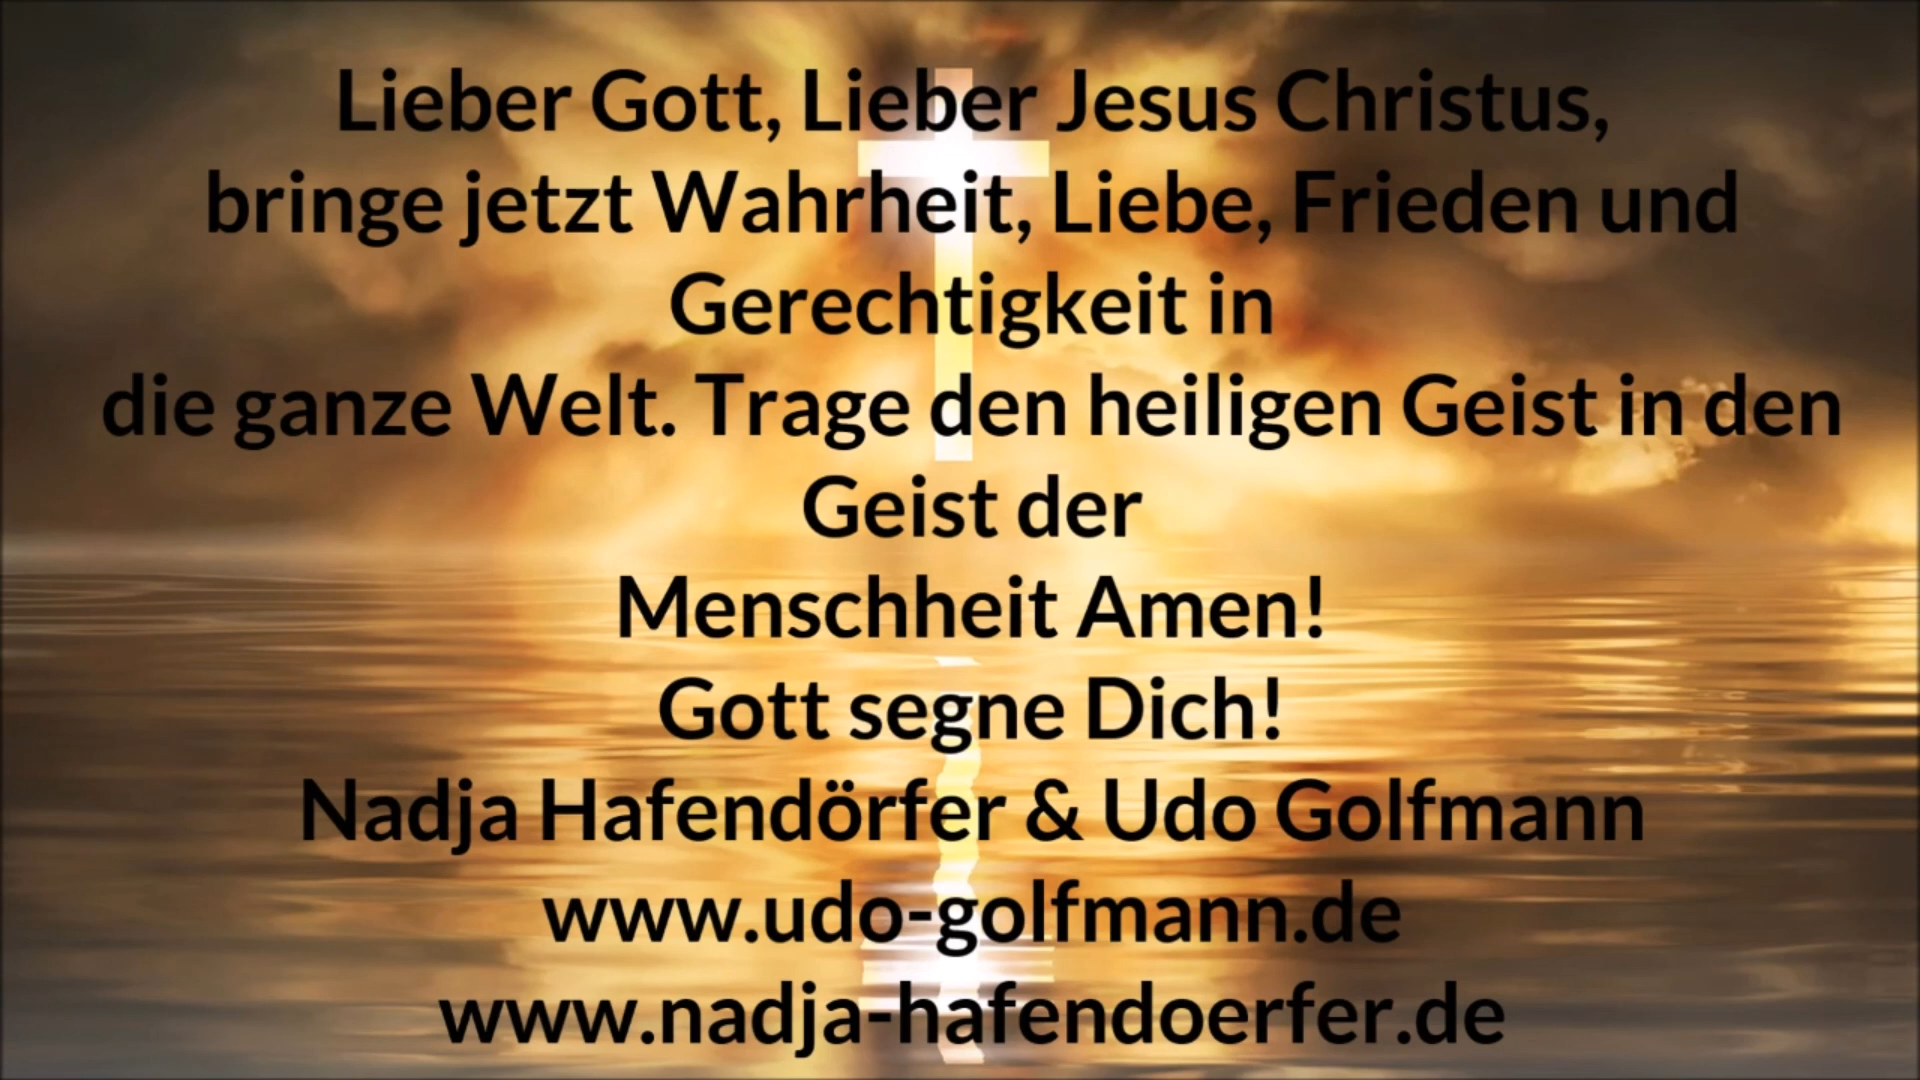 Lieber Gott, Lieber Jesus Christus,
bringe jetzt Wahrheit, Liebe, Frieden und
Gerechtigkeit in
die ganze Welt. Trage den heiligen Geist in den
Geist der
Menschheit Amen!
Gott segne Dich!
Nadja Hafendörfer & Udo Golfmann
www.udo-golfmann.de
www.nadja-hafendoerfer.de